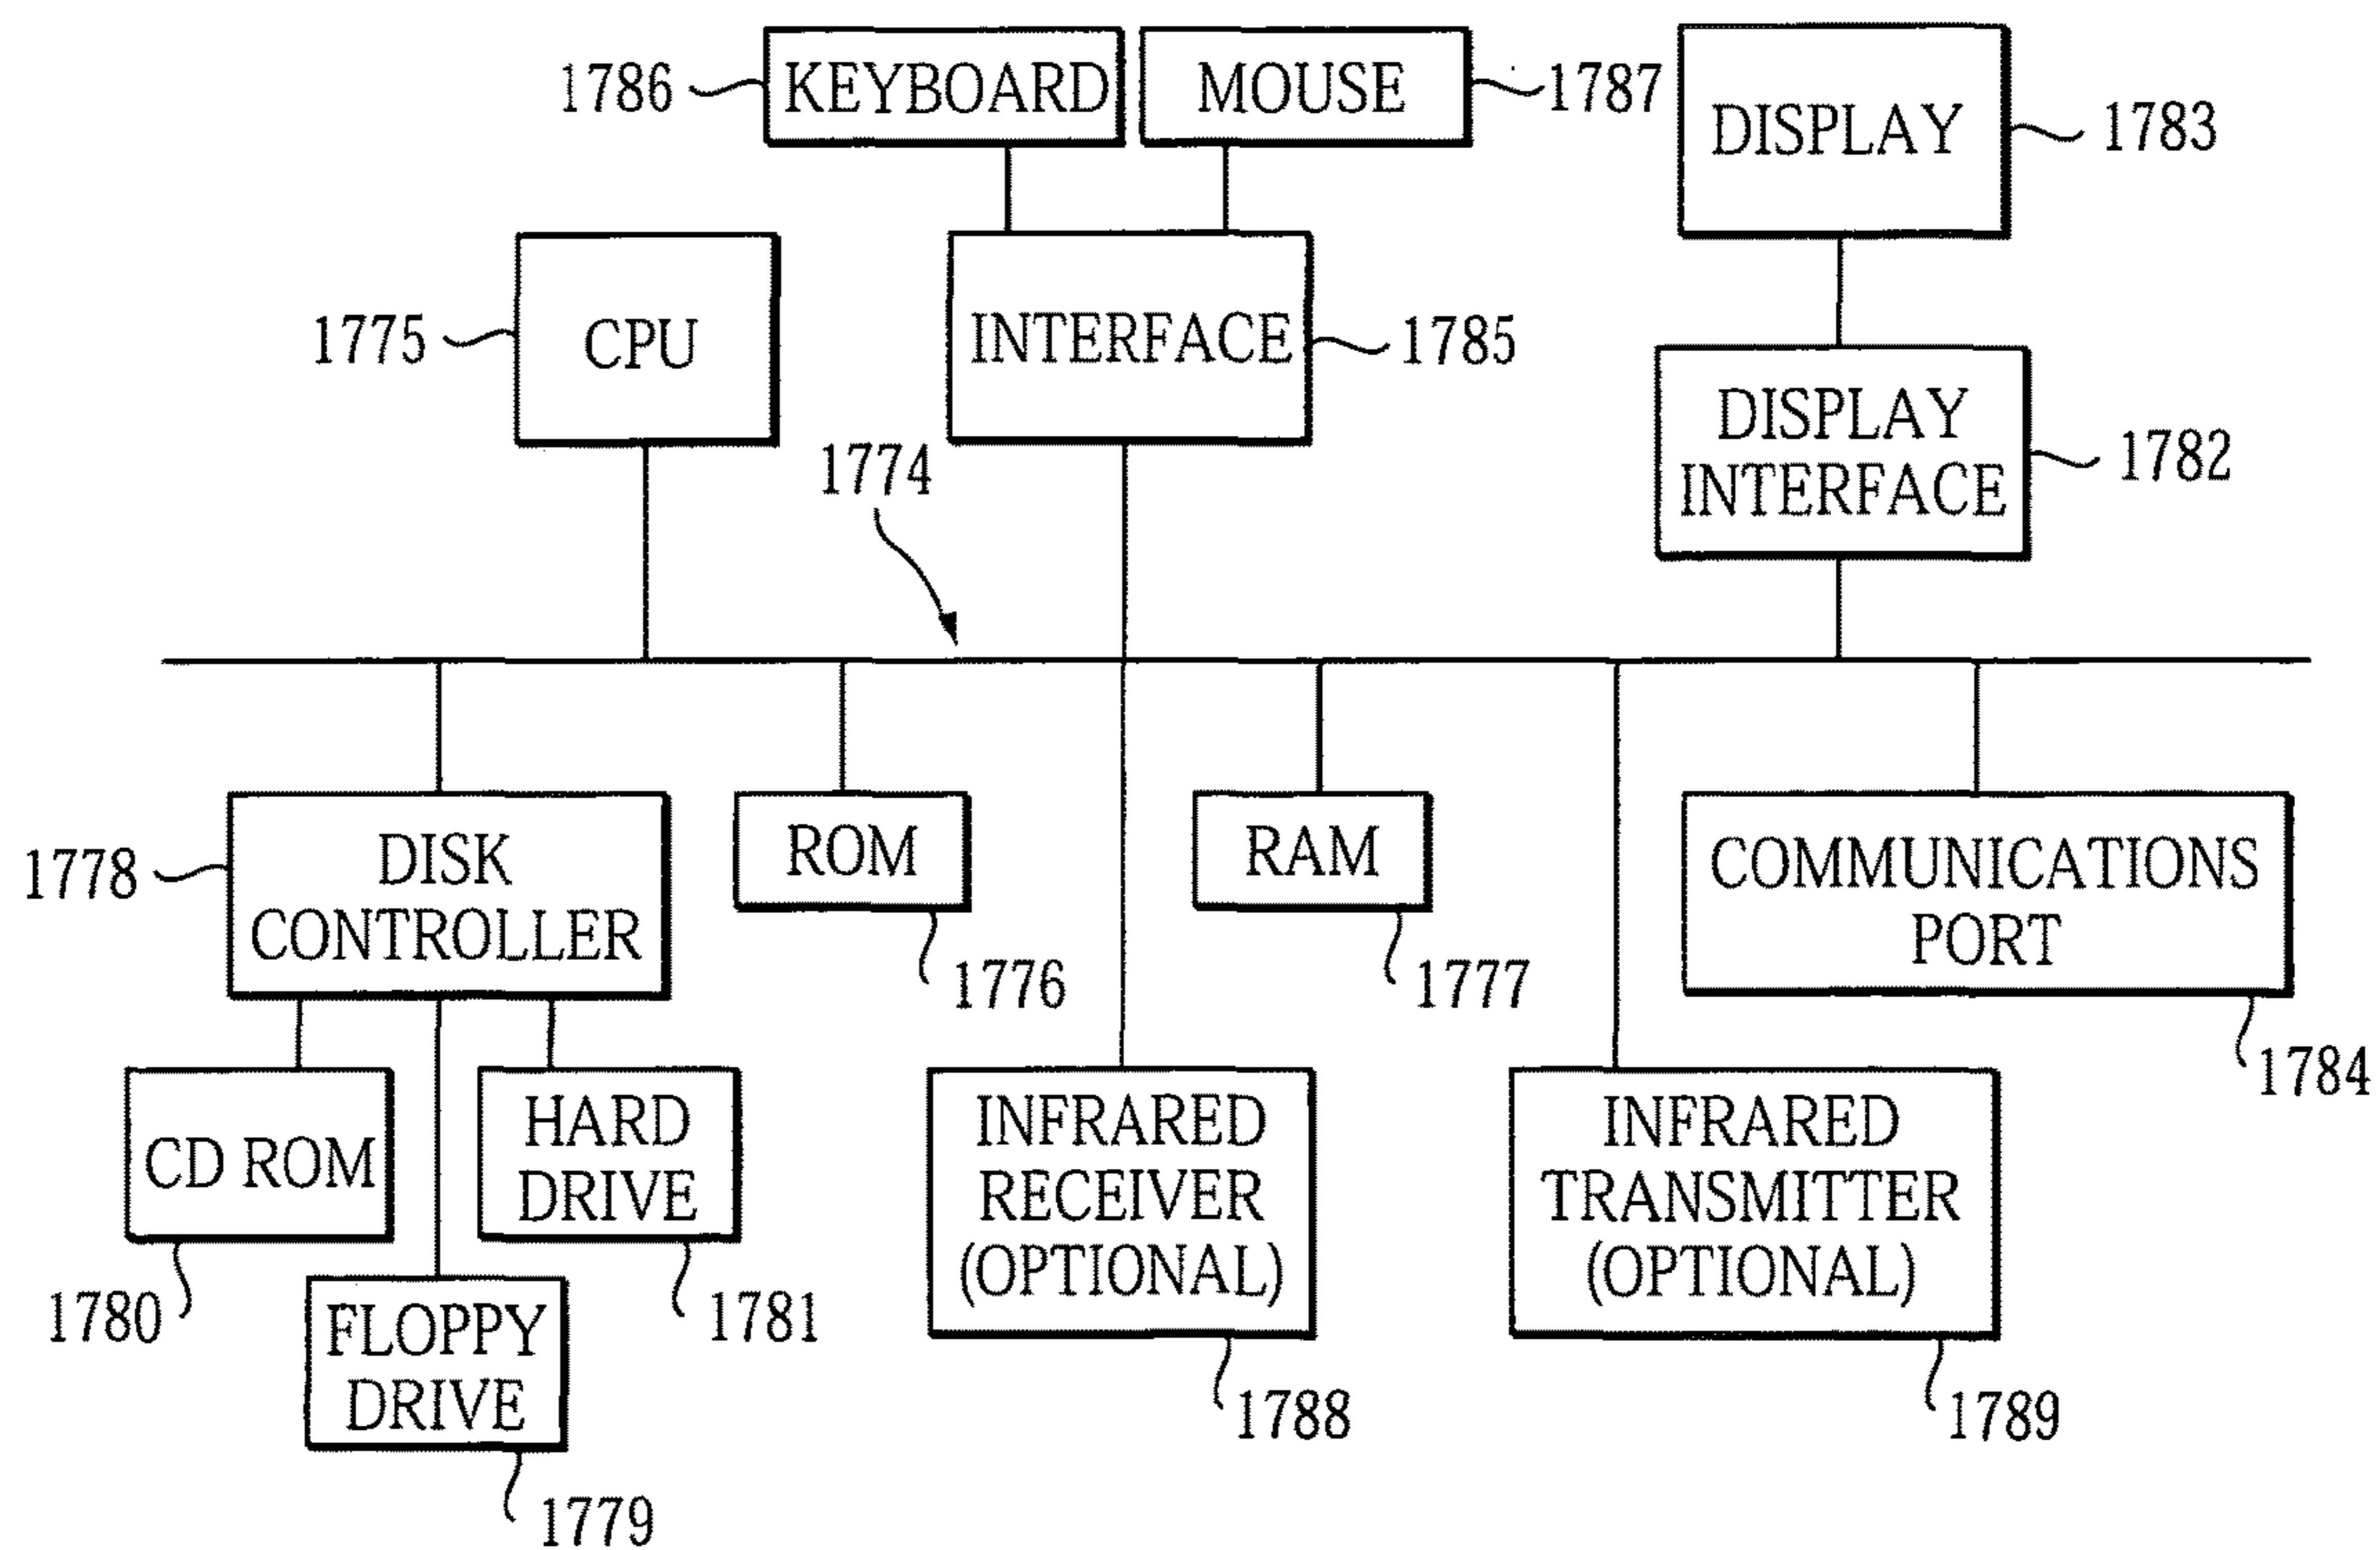 1786
KEYBOARD
MOUSE
1787
DISPLAY
1783
1775
CPU
INTERFACE
1785
DISPLAY
INTERFACE
1782
1774
1778
DISK
CONTROLLER
ROM
1776
RAM
1777
COMMUNICATIONS
PORT
1784
CD ROM
1780
HARD
DRIVE
1781
FLOPPY
DRIVE
1779
INFRARED
RECEIVER
(OPTIONAL)
1788
INFRARED
TRANSMITTER
(OPTIONAL)
1789